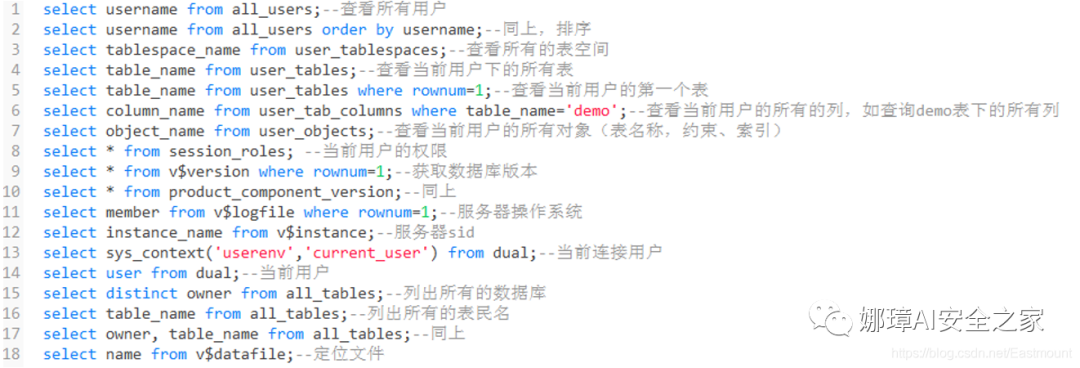 1 select username from all_users;--查看所有用户
2 select username from all_users order by username;--同上，排序
3 select tablespace_name from user_tablespaces;--查看所有的表空间
4 select table_name from user_tables;--查看当前用户下的所有表
5 select table_name from user_tables where rownum=1;--查看当前用户的第一个表
6 select column_name from user_tab_columns where table_name='demo';--查看当前用户的所有的列，如查询demo表下的所有列
7 select object_name from user_objects;--查看当前用户的所有对象（表名称，约束、索引）
8 select * from session_roles; --当前用户的权限
9 select * from v$version where rownum=1;--获取数据库版本
10 select * from product_component_version;--同上
11 select member from v$logfile where rownum=1;--服务器操作系统
12 select instance_name from v$instance;--服务器sid
13 select sys_context('userenv','current_user') from dual;--当前连接用户
14 select user from dual;--当前用户
15 select distinct owner from all_tables;--列出所有的数据库
16 select table_name from all_tables;--列出所有的表民名
17 select owner, table_name from all_tables;--同上
18 select name from v$datafile;--定位文件
娜璋AI安全之家
https://blog.csdn.net/Eastmount